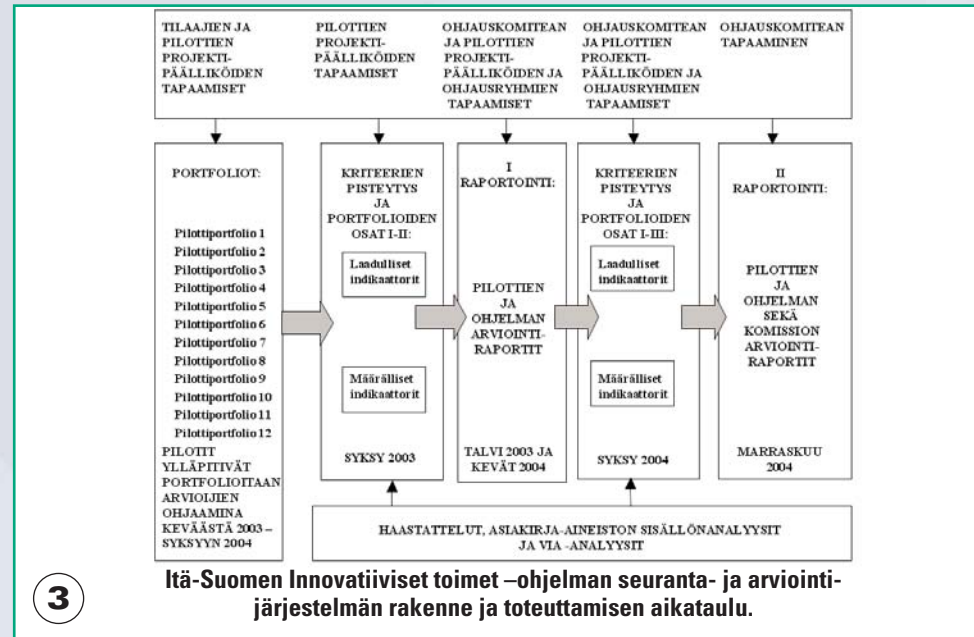 TILAAJIEN JA
PILOTTIEN
PROJEKTI-
PÄÄLLIKÖIDEN
TAPAAMISET
PILOTTIEN
PROJEKTI-
PÄÄLLIKÖIDEN
TAPAAMISET
OHJAUSKOMITEAN
JA PILOTTIEN
PROJEKTI-
PÄÄLLIKÖIDEN JA
OHJAUSRYHMIEN
TAPAAMISET
OHJAUSKOMITEAN
JA PILOTTIEN
PROJEKTI-
PÄÄLLIKÖIDEN JA
OHJAUSRYHMIEN
TAPAAMISET
OHJAUSKOMITEAN
TAPAAMINEN
PORTFOLIOT:
Pilottiportfolio 1
Pilottiportfolio 2
Pilottiportfolio 3
Pilottiportfolio 4
Pilottiportfolio 5
Pilottiportfolio 6
Pilottiportfolio 7
Pilottiportfolio 8
Pilottiportfolio 9
Pilottiportfolio 10
Pilottiportfolio 11
Pilottiportfolio 12
PILOTIT
YLLÄPITIVÄT
PORTFOLIOITAAN
ARVIOIJIEN
OHJAAMINA
KEVÄÄSTÄ 2003 –
SYKSYYN 2004
KRITEERIEN
PISTEYTYS
JA
PORTFOLIOIDEN
OSAT I-II:
Laadulliset
indikaattorit
Määrälliset
indikaattorit
SYKSY 2003
I
RAPORTOINTI:
PILOTTIEN
JA
OHJELMAN
ARVIOINTI-
RAPORTIT
TALVI 2003 JA
KEVÄT 2004
KRITEERIEN
PISTEYTYS
JA
PORTFOLIOIDEN
OSAT I-III:
Laadulliset
indikaattorit
Määrälliset
indikaattorit
SYKSY 2004
II
RAPORTOINTI:
PILOTTIEN
JA
OHJELMAN
SEKÄ
KOMISSION
ARVIOINTI-
RAPORTIT
MARRASKUU
2004
HAASTATTELUT, ASIAKIRJA-AINEISTON SISÄLLÖNANALYYSIT
JA VIA -ANALYYSIT
3
Itä-Suomen Innovatiiviset toimet –ohjelman seuranta- ja arviointi-
järjestelmän rakenne ja toteuttamisen aikataulu.